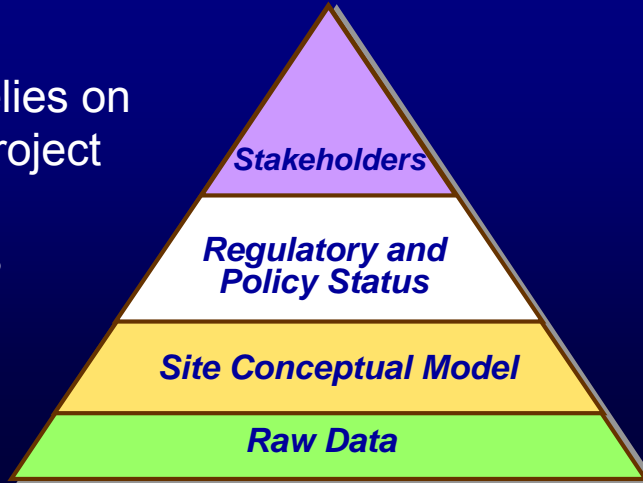 lies on
roject
Stakeholders
Regulatory and
Policy Status
Site Conceptual Model
Raw Data